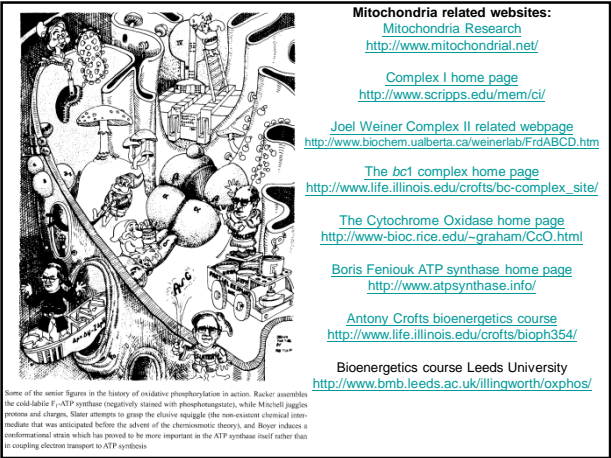 Mitochondria related websites:
Mitochondria Research
http://www.mitochondrial.net/
Complex I home page
http://www.scripps.edu/mem/ci/
Joel Weiner Complex II related webpage
http://www.biochem.ualberta.ca/weinerlab/FrdABCD.htm
The bc1 complex home page
http://www.life.illinois.edu/crofts/bc-complex_site/
The Cytochrome Oxidase home page
http://www-bioc.rice.edu/~graham/CcO.html
Boris Feniouk ATP synthase home page
http://www.atpsynthase.info/
Antony Crofts bioenergetics course
http://www.life.illinois.edu/crofts/bioph354/
Bioenergetics course Leeds University
http://www.bmb.leeds.ac.uk/illingworth/oxphos/
Some of the senior figures in the history of oxidative phosphorylation in action. Racker assembles
the cold-labile F1-ATP synthase (negatively stained with phosphotungstate), while Mitchell juggles
protons and charges, Slater attempts to grasp the elusive squiggle (the non-existent chemical inter-
mediate that was anticipated before the advent of the chemiosmotic theory), and Boyer induces a
conformational strain which has proved to be more important in the ATP synthase itself rather than
in coupling electron transport to ATP synthesis